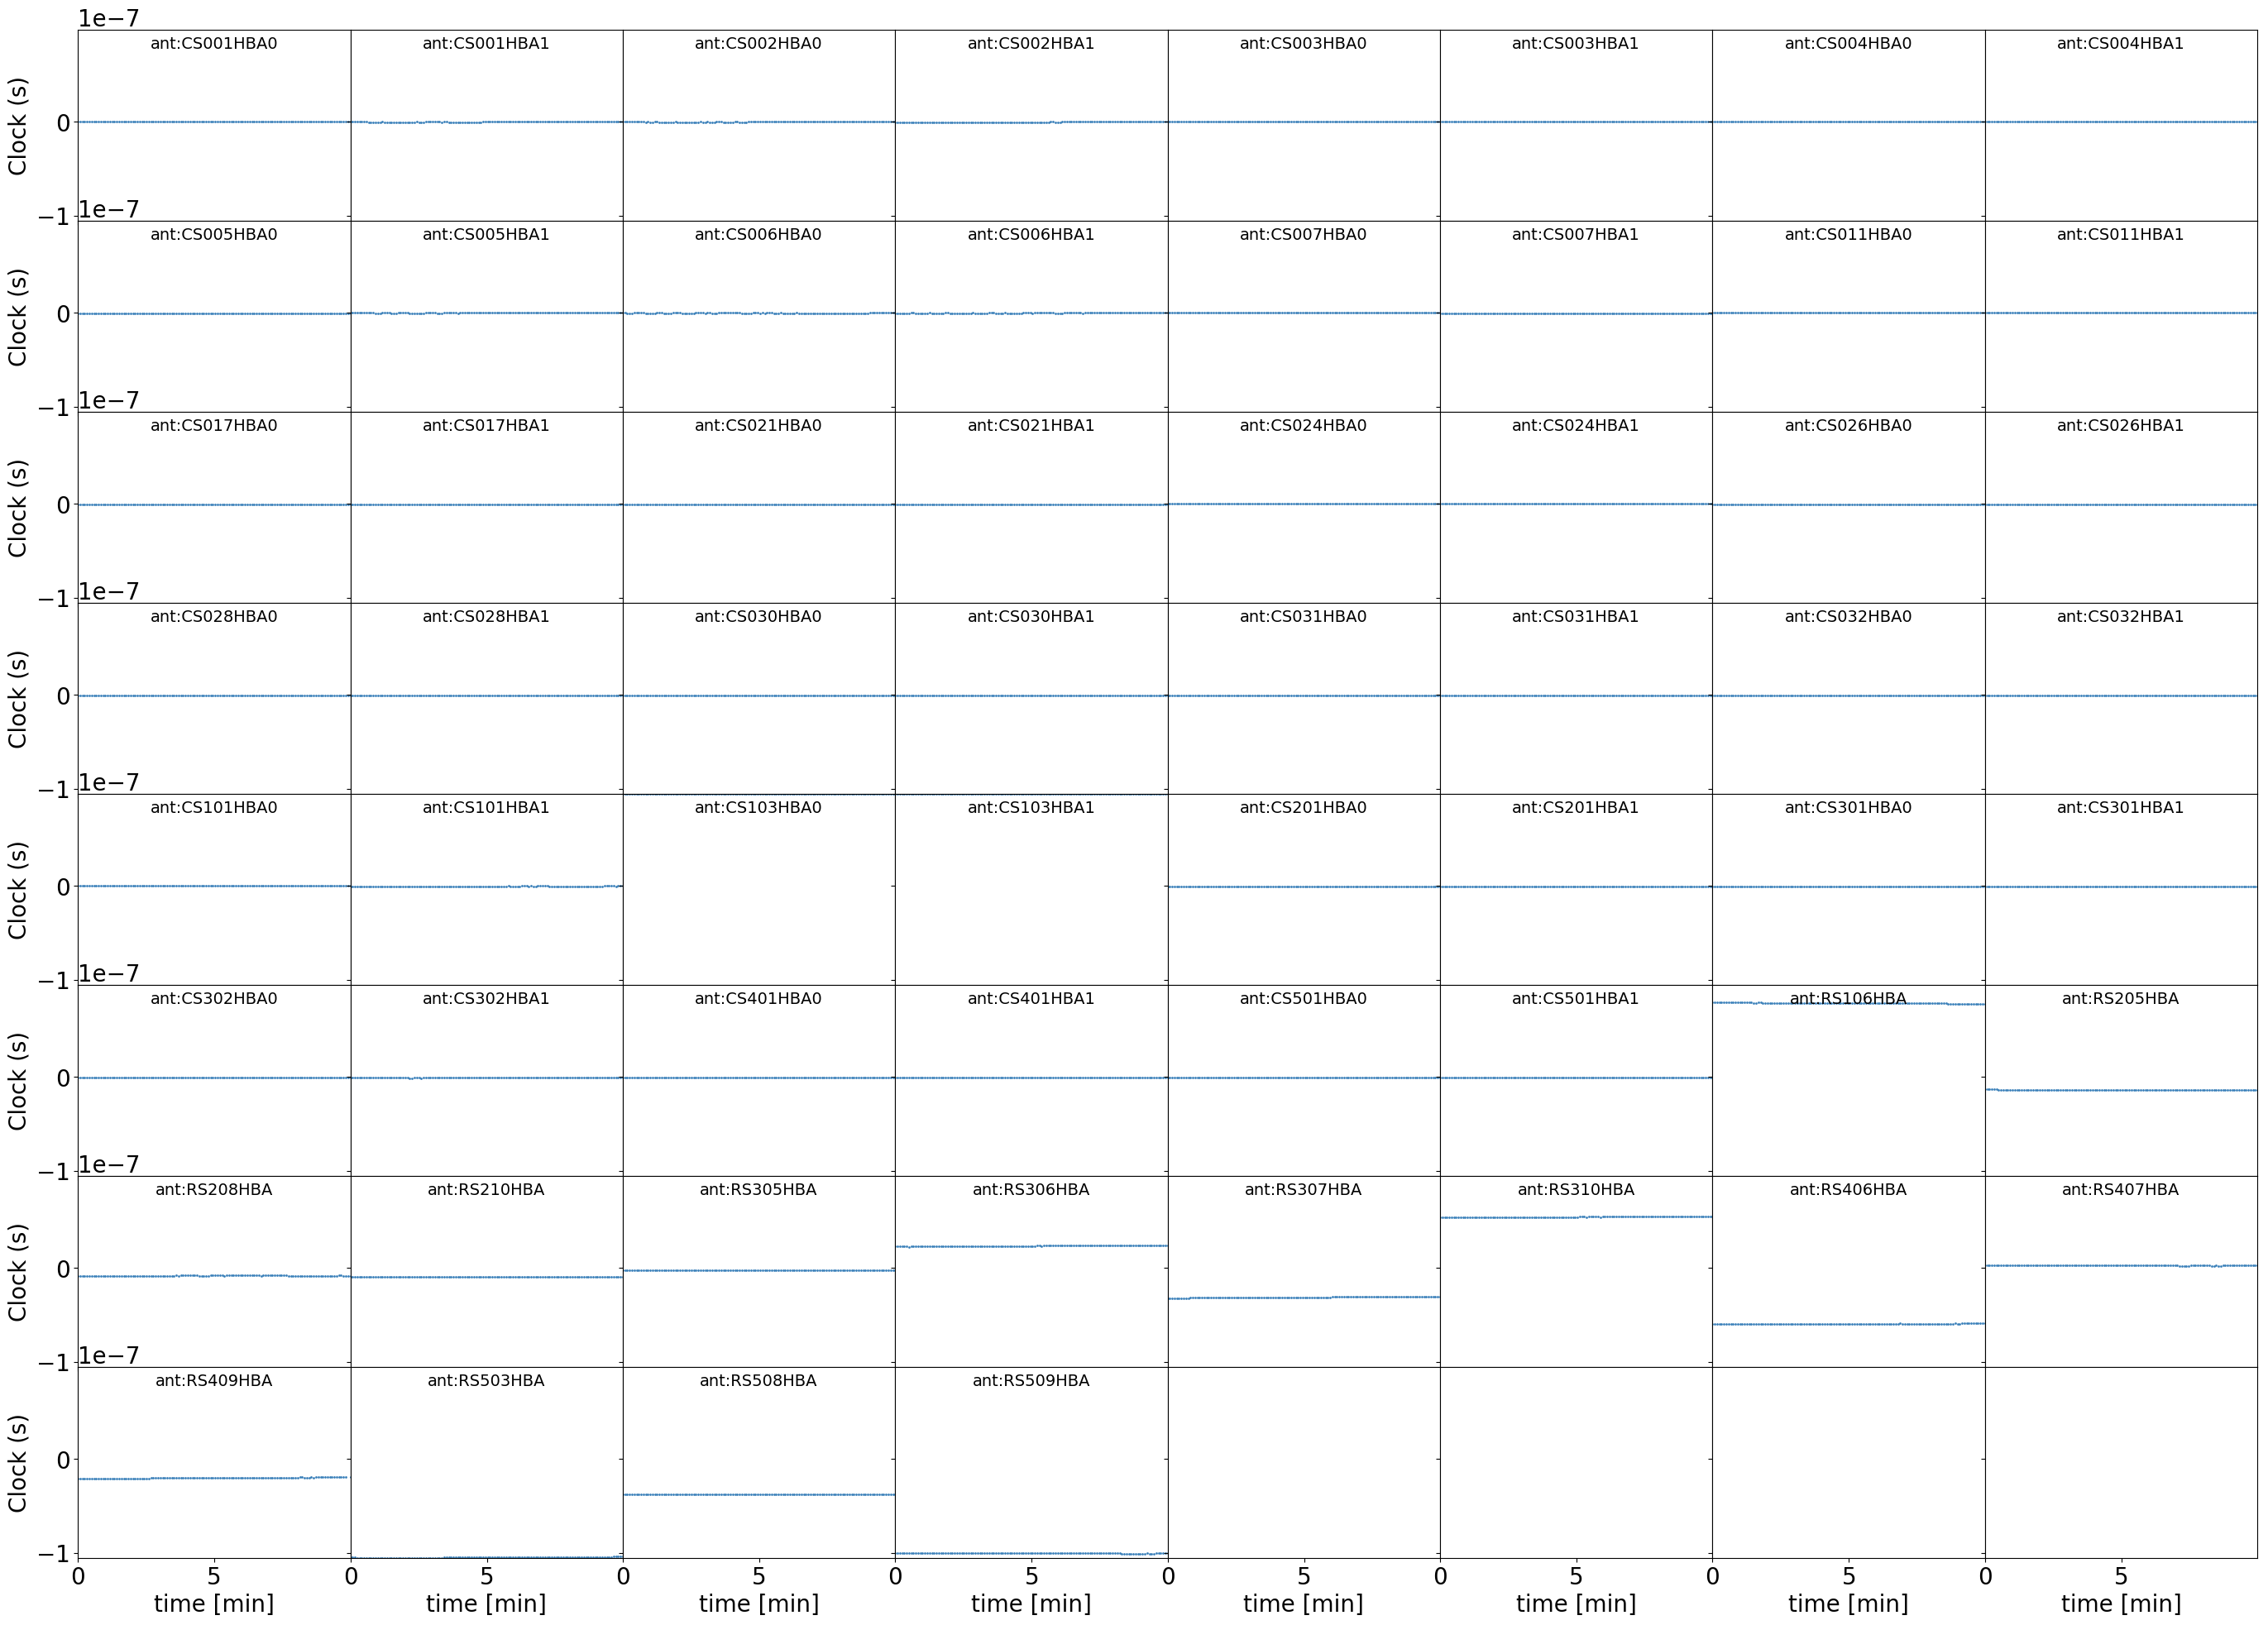 1e−7
ant:CS001HBA0 ant:CS001HBA1 ant:CS002HBA0 ant:CS002HBA1 ant:CS003HBA0 ant:CS003HBA1 ant:CS004HBA0 ant:CS004HBA1
Clock (s)
0
−1
1e−7
ant:CS005HBA0 ant:CS005HBA1 ant:CS006HBA0 ant:CS006HBA1 ant:CS007HBA0 ant:CS007HBA1 ant:CS011HBA0 ant:CS011HBA1
Clock (s)
0
−1
1e−7
ant:CS017HBA0 ant:CS017HBA1 ant:CS021HBA0 ant:CS021HBA1 ant:CS024HBA0 ant:CS024HBA1 ant:CS026HBA0 ant:CS026HBA1
Clock (s)
0
−1
1e−7
ant:CS028HBA0 ant:CS028HBA1 ant:CS030HBA0 ant:CS030HBA1 ant:CS031HBA0 ant:CS031HBA1 ant:CS032HBA0 ant:CS032HBA1
Clock (s)
0
−1
1e−7
ant:CS101HBA0 ant:CS101HBA1 ant:CS103HBA0 ant:CS103HBA1 ant:CS201HBA0 ant:CS201HBA1 ant:CS301HBA0 ant:CS301HBA1
Clock (s)
0
−1
1e−7
ant:CS302HBA0 ant:CS302HBA1 ant:CS401HBA0 ant:CS401HBA1 ant:CS501HBA0 ant:CS501HBA1 ant:RS106HBA ant:RS205HBA
Clock (s)
0
−1
1e−7
ant:RS208HBA ant:RS210HBA ant:RS305HBA ant:RS306HBA ant:RS307HBA ant:RS310HBA ant:RS406HBA ant:RS407HBA
Clock (s)
0
−1
1e−7
ant:RS409HBA ant:RS503HBA ant:RS508HBA ant:RS509HBA
Clock (s)
0
−1
0 5 0 5 0 5 0 5 0 5 0 5 0 5 0 5
time [min] time [min] time [min] time [min] time [min] time [min] time [min] time [min]